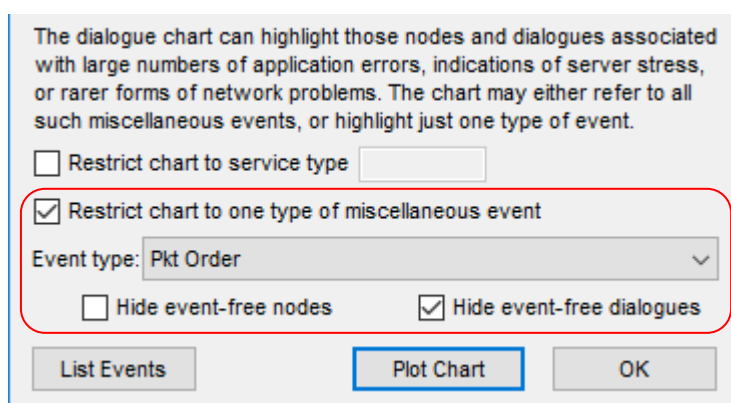 The dialogue chart can highlight those nodes and dialogues associated
with large numbers of application errors, indications of server stress,
or rarer forms of network problems. The chart may either refer to all
such miscellaneous events, or highlight just one type of event.
Restrict chart to service type
Restrict chart to one type of miscellaneous event
Event type: Pkt Order
Hide event-free nodes Hide event-free dialogues
List Events Plot Chart OK